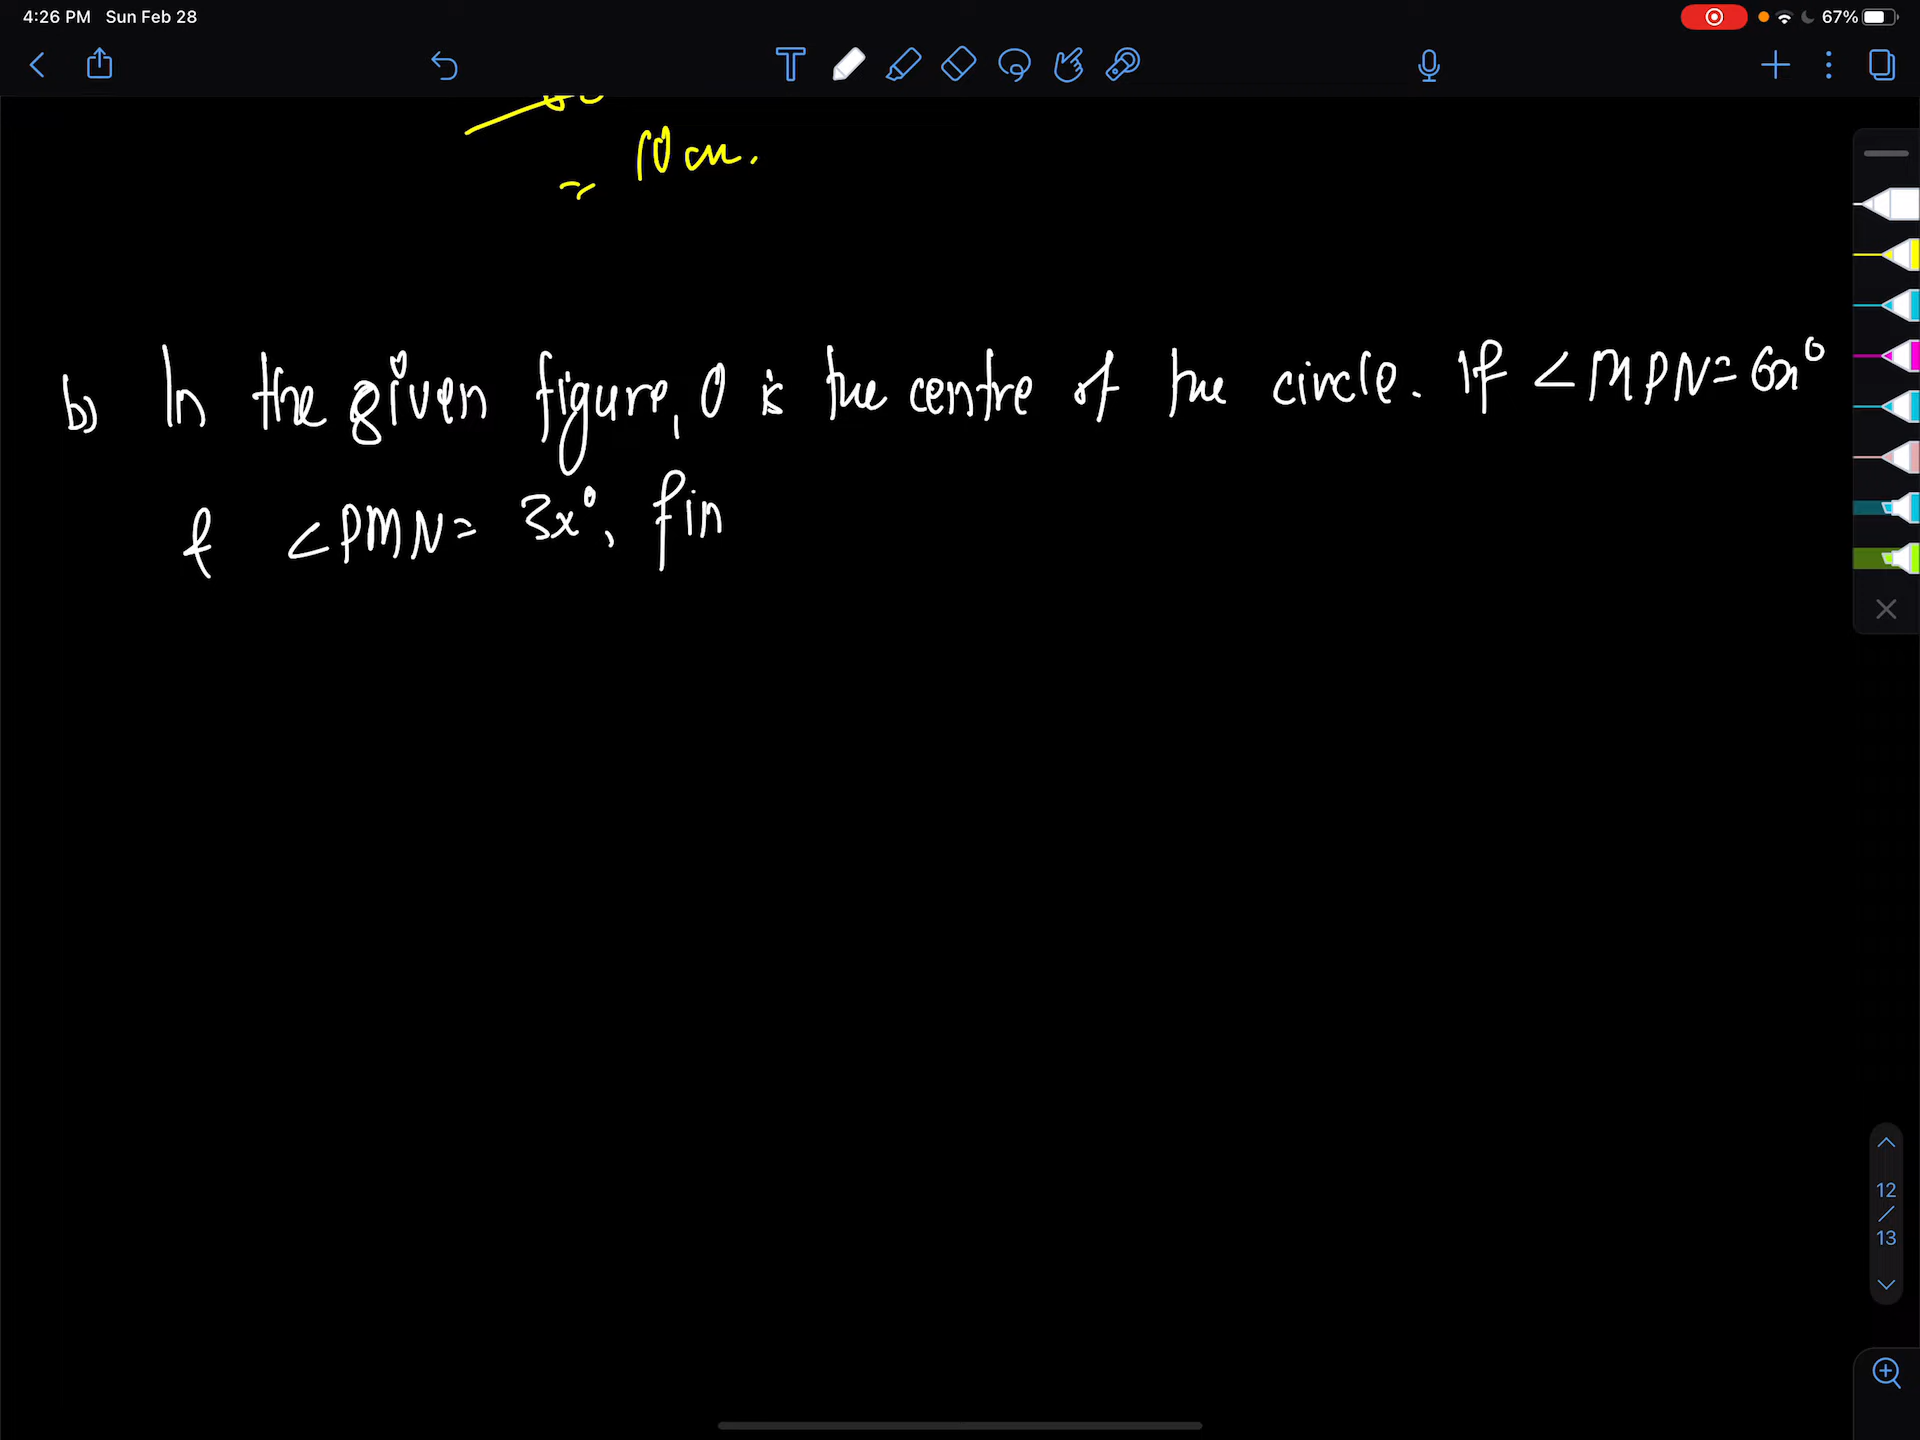 4:26 PM Sun Feb 28
67%
= 10 cm.
b) In the given figure, O is the centre of the circle. If <MPN= 6x°
& <PMN= 3x°, fin
12
/
13